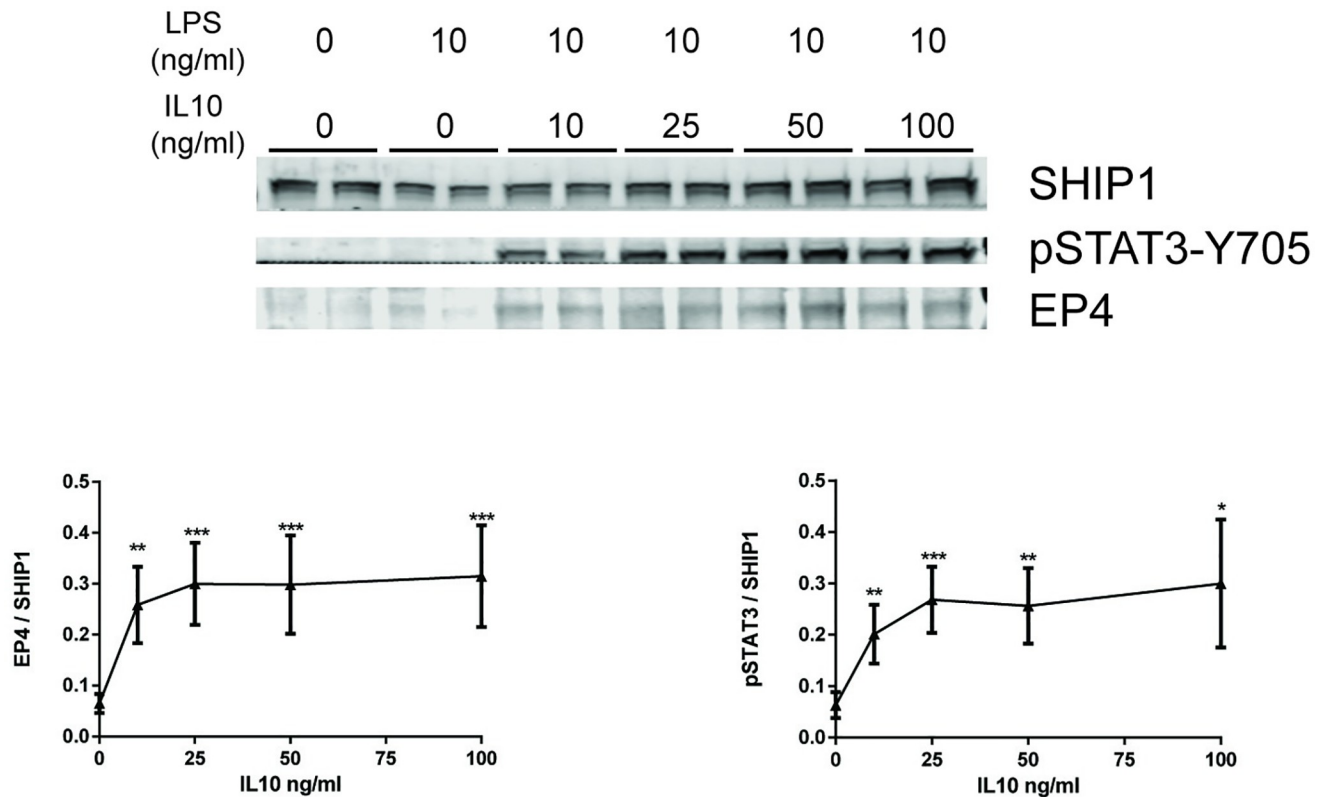 LPS
(ng/ml)
0 10 10 10 10 10
IL10
(ng/ml)
0 0 10 25 50 100
SHIP1
pSTAT3-Y705
EP4
0.5
0.4
0.3
0.2
0.1
0.0
EP4 / SHIP1
** *** *** ***
0 25 50 75 100
IL10 ng/ml
0.5
0.4
0.3
0.2
0.1
0.0
pSTAT3 / SHIP1
** *** ** *
0 25 50 75 100
IL10 ng/ml